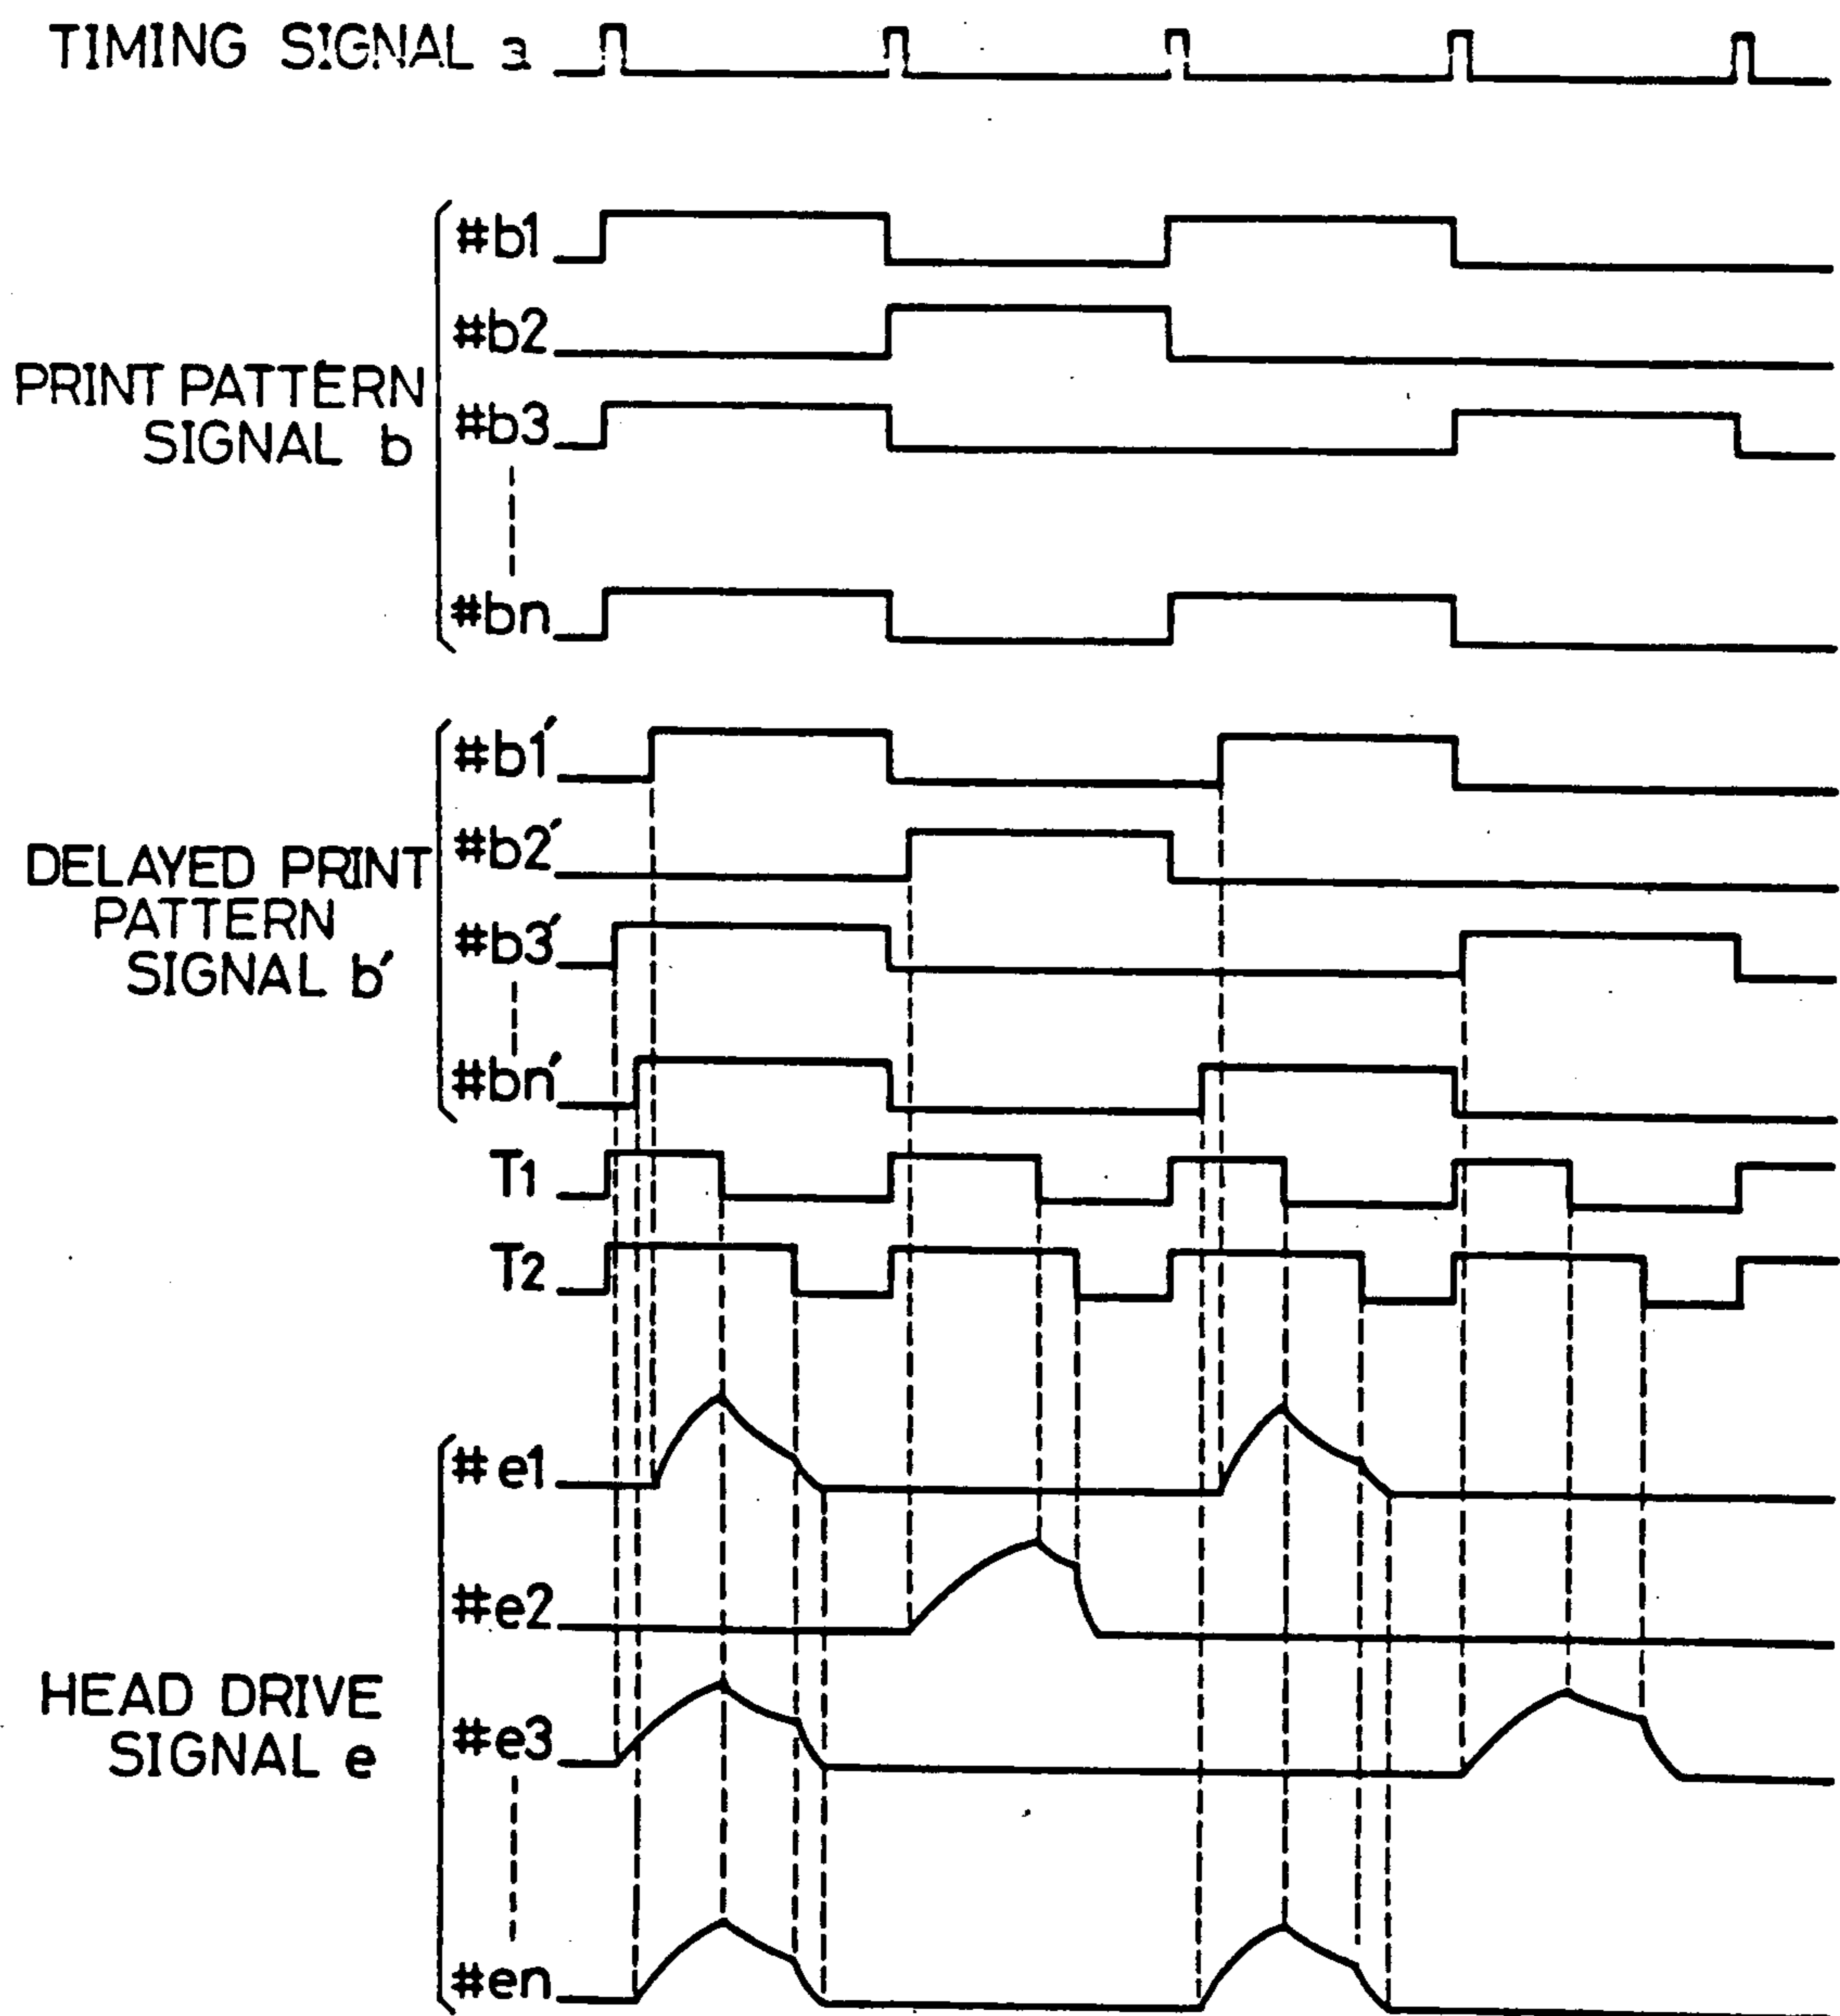 TIMING SIGNAL a
#b1
#b2
PRINT PATTERN
SIGNAL b
#b3
#bn
#b1′
#b2′
DELAYED PRINT
PATTERN
SIGNAL b′
#b3′
#bn′
T1
T2
#e1
#e2
HEAD DRIVE
SIGNAL e
#e3
#en